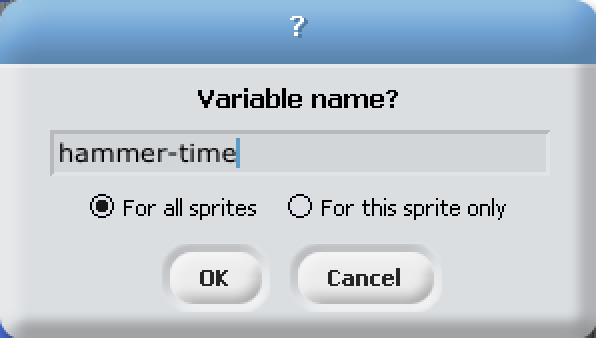 ?
Variable name?
hammer-time
For all sprites For this sprite only
OK Cancel